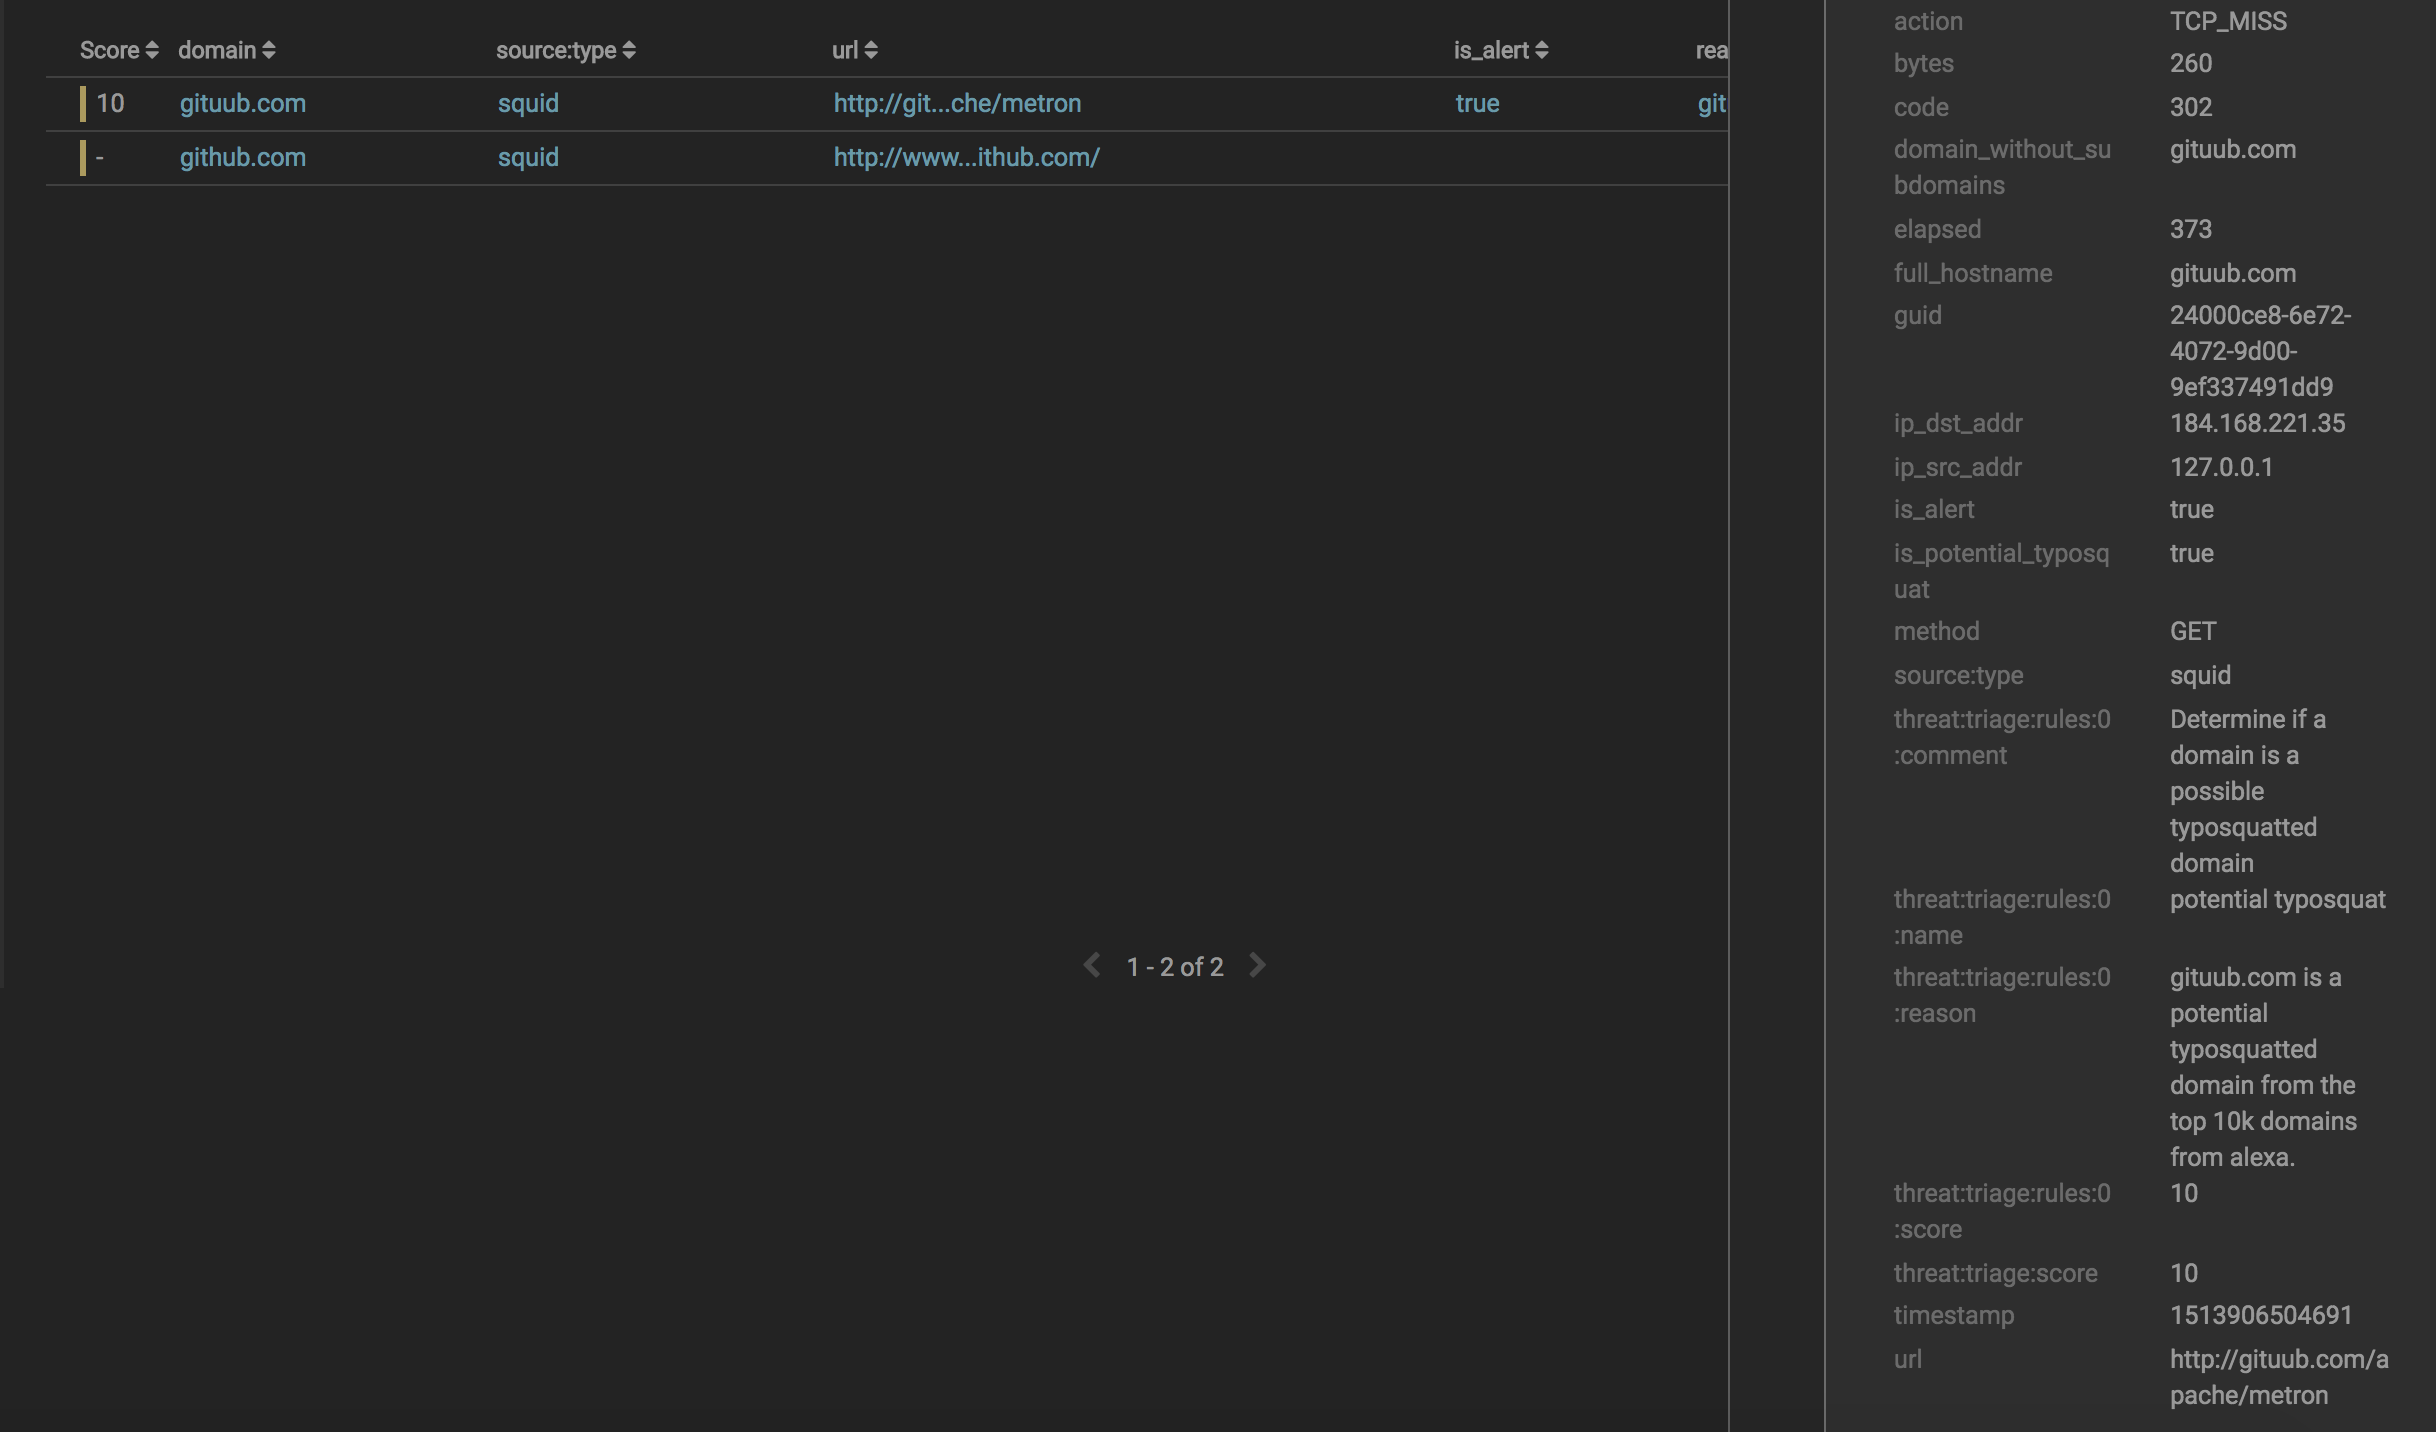 Score domain source:type url is_alert rea
10 gituub.com squid http://git...che/metron true git
- github.com squid http://www...ithub.com/
1 - 2 of 2
action TCP_MISS
bytes 260
code 302
domain_without_su gituub.com
bdomains
elapsed 373
full_hostname gituub.com
guid 24000ce8-6e72-
4072-9d00-
9ef337491dd9
ip_dst_addr 184.168.221.35
ip_src_addr 127.0.0.1
is_alert true
is_potential_typosq true
uat
method GET
source:type squid
threat:triage:rules:0 Determine if a
:comment domain is a
possible
typosquatted
domain
threat:triage:rules:0 potential typosquat
:name
threat:triage:rules:0 gituub.com is a
:reason potential
typosquatted
domain from the
top 10k domains
from alexa.
threat:triage:rules:0 10
:score
threat:triage:score 10
timestamp 1513906504691
url http://gituub.com/a
pache/metron